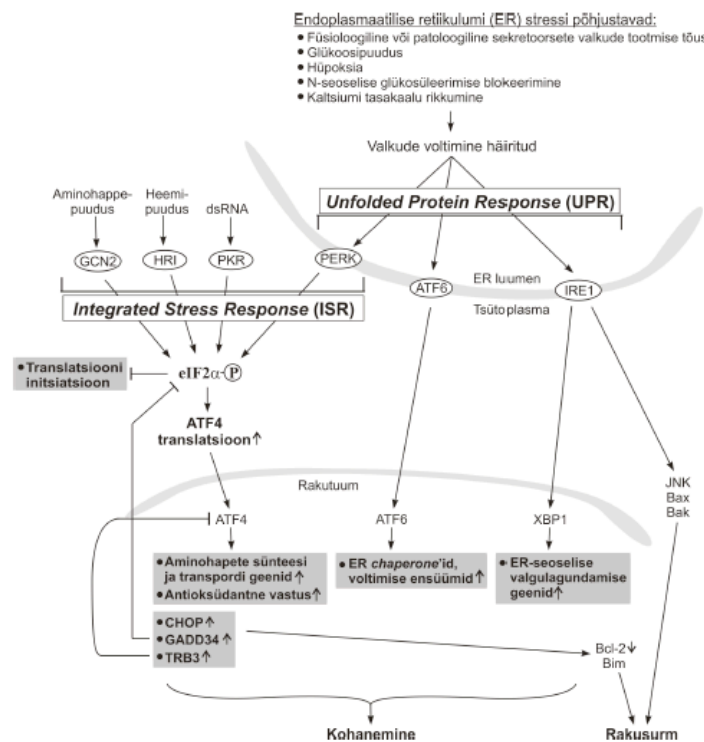 Endoplasmaatilise retiikulumi (ER) stressi põhjustavad:
• Füsioloogiline või patoloogiline sekretoorsete valkude tootmise tõus
• Glükoosipuudus
• Hüpoksia
• N-seoselise glükosüleerimise blokeerimine
• Kaltsiumi tasakaalu rikkumine
Valkude voltimine häiritud
Unfolded Protein Response (UPR)
Aminohappe-
puudus
Heemi-
puudus
dsRNA
GCN2
HRI
PKR
PERK
ATF6
ER luumen
IRE1
Tsütoplasma
Integrated Stress Response (ISR)
• Translatsiooni
initsiatsioon
eIF2α-P
ATF4
translatsioon↑
Rakutuum
JNK
Bax
Bak
ATF4
ATF6
XBP1
• Aminohapete sünteesi
ja transpordi geenid↑
• Antioksüdantne vastus↑
• ER chaperone'id,
voltimise ensüümid↑
• ER-seoselise
valgulagundamise
geenid↑
• CHOP↑
• GADD34↑
• TRB3↑
Bcl-2↓
Bim
Kohanemine
Rakusurm